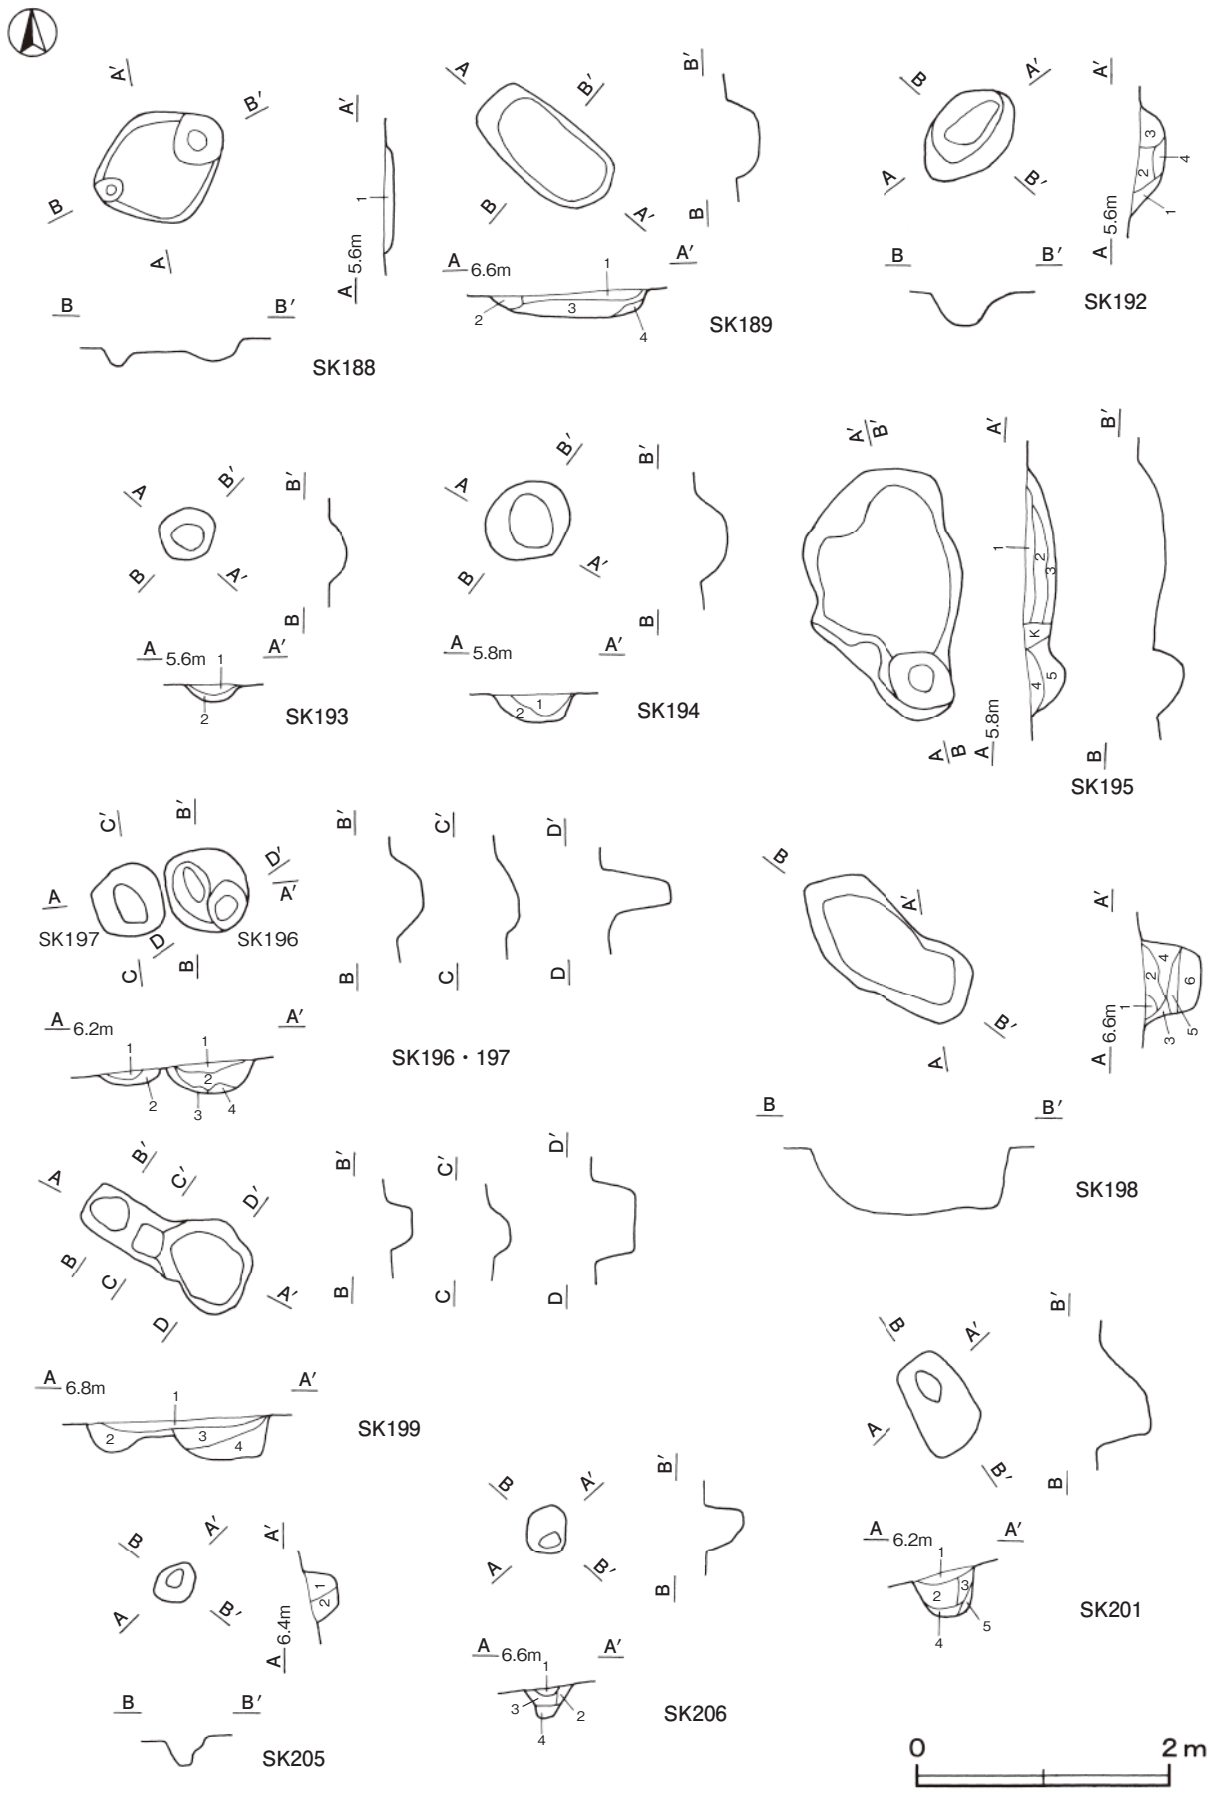 A′
B′
B
A
A′
1
A 5.6m
B B′
SK188
A
B′
B
A′
B′
B
A 6.6m
1
A′
2
3
4
SK189
B
A′
A
B′
A′
3
4
2
1
A 5.6m
B B′
SK192
A
B′
B
A′
B′
B
A 5.6m
1
A′
2
SK193
A
B′
B
A′
B′
B
A 5.8m
A′
1
2
SK194
A′
B′
A
B
A′
1
2
3
K
4
5
A 5.8m
B′
B
SK195
C′
B′
D′
A′
A
SK197
D
SK196
C
B
B′
B
C′
C
D′
D
A 6.2m
A′
1
1
2
2
3
4
SK196・197
B
A′
B′
A
A′
2
4
6
1
3
5
A 6.6m
B B′
SK198
A
B′
C′
D′
B
C
D
A′
B′
B
C′
C
D′
D
A 6.8m
A′
1
2
3
4
SK199
B
A′
A
B′
B′
B
A 6.2m
A′
1
2
3
4
5
SK201
B
A′
A
B′
A′
1
2
A 6.4m
B B′
SK205
B
A′
A
B′
B′
B
A 6.6m
A′
1
3
2
4
SK206
0 2 m